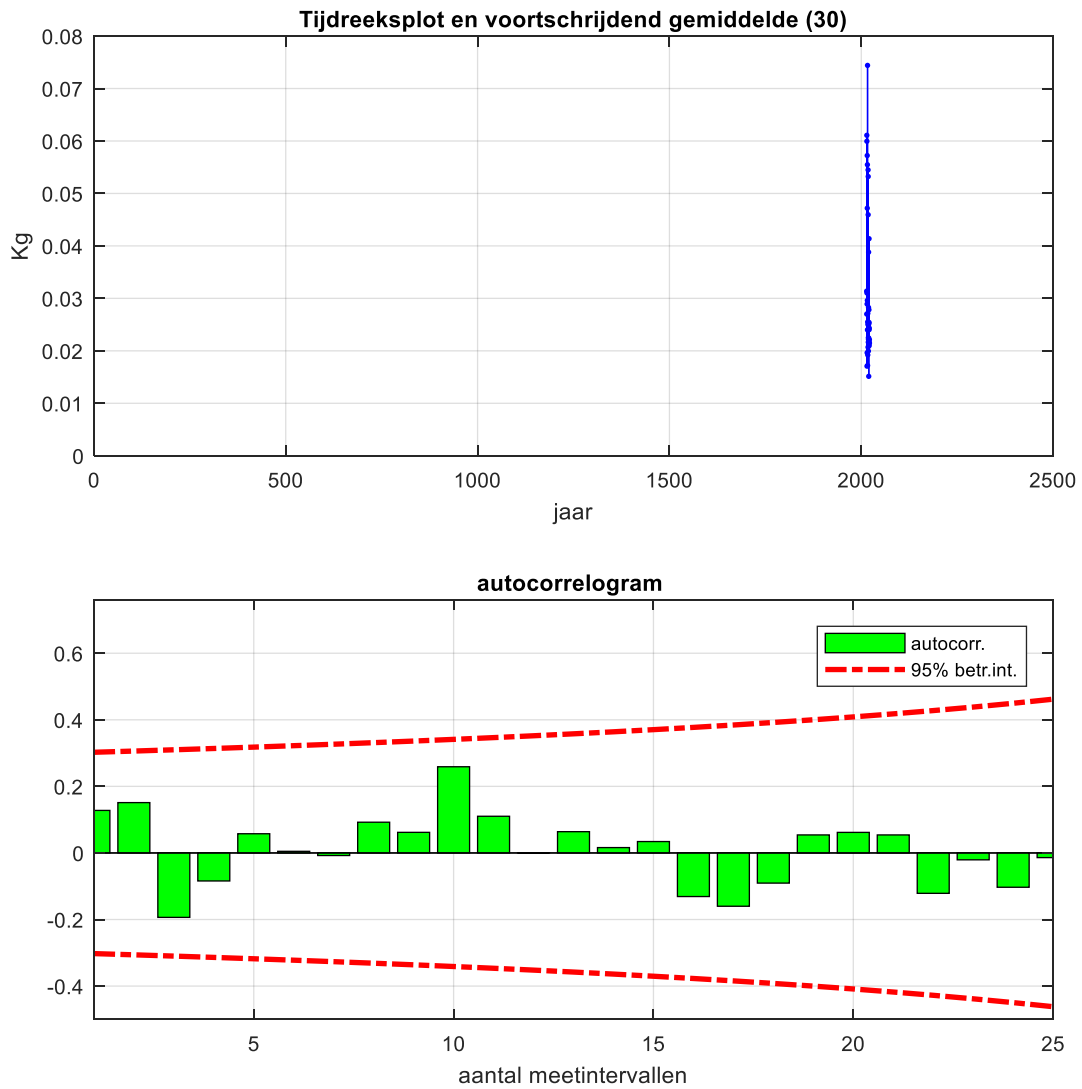 Tijdreeksplot en voortschrijdend gemiddelde (30)
0.08
0.07
0.06
0.05
0.04
0.03
0.02
0.01
0
Kg
0 500 1000 1500 2000 2500
jaar
autocorrelogram
0.6
0.4
0.2
0
-0.2
-0.4
autocorr.
95% betr.int.
5 10 15 20 25
aantal meetintervallen